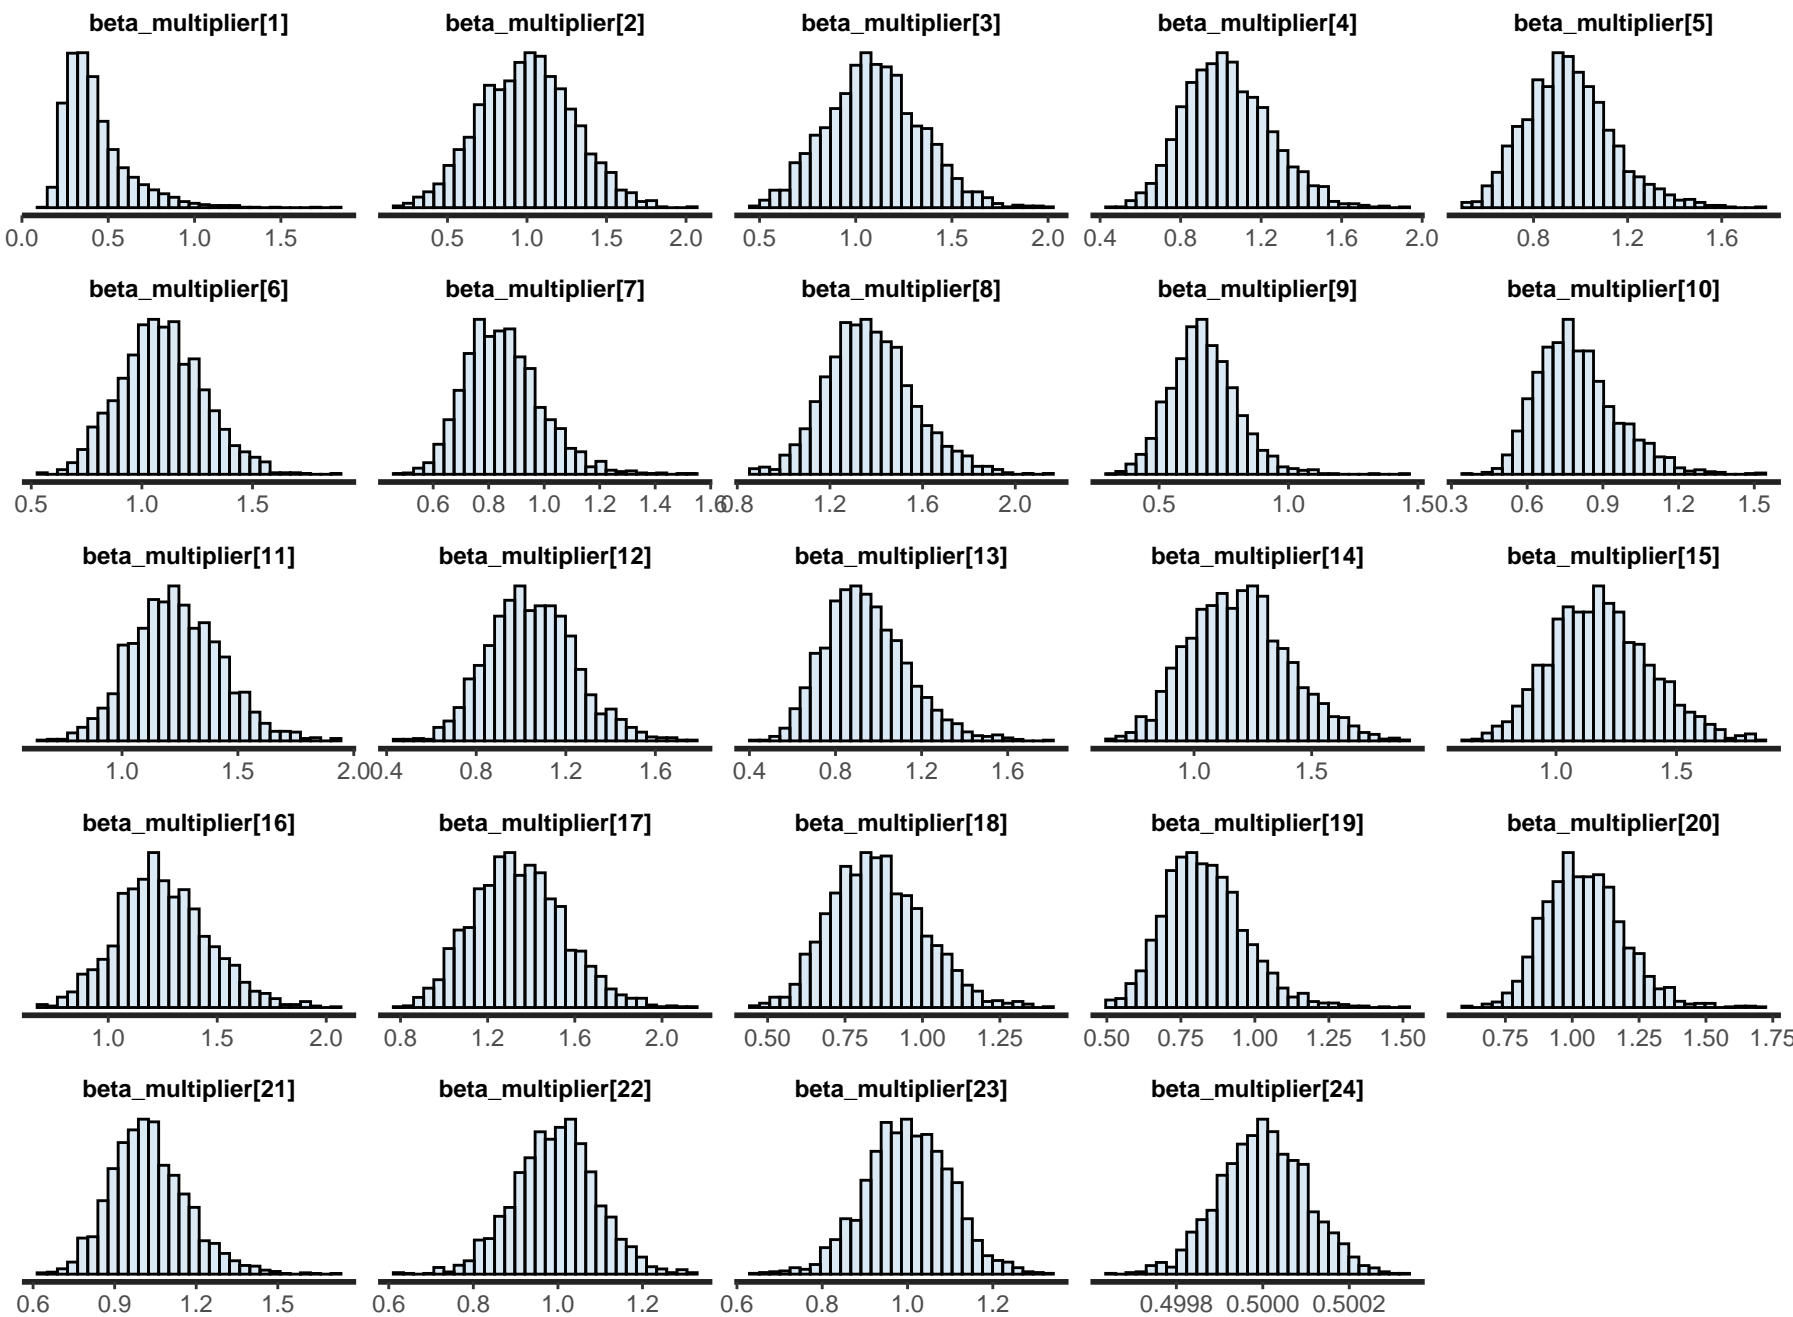 beta_multiplier[1] beta_multiplier[2] beta_multiplier[3] beta_multiplier[4] beta_multiplier[5]
0.0 0.5 1.0 1.5 0.5 1.0 1.5 2.0 0.5 1.0 1.5 2.0 0.4 0.8 1.2 1.6 2.0 0.8 1.2 1.6
beta_multiplier[6] beta_multiplier[7] beta_multiplier[8] beta_multiplier[9] beta_multiplier[10]
0.5 1.0 1.5 0.6 0.8 1.0 1.2 1.4 1.6 0.8 1.2 1.6 2.0 0.5 1.0 1.5 0.3 0.6 0.9 1.2 1.5
beta_multiplier[11] beta_multiplier[12] beta_multiplier[13] beta_multiplier[14] beta_multiplier[15]
1.0 1.5 2.0 0.4 0.8 1.2 1.6 0.4 0.8 1.2 1.6 1.0 1.5 1.0 1.5
beta_multiplier[16] beta_multiplier[17] beta_multiplier[18] beta_multiplier[19] beta_multiplier[20]
1.0 1.5 2.0 0.8 1.2 1.6 2.0 0.50 0.75 1.00 1.25 0.50 0.75 1.00 1.25 1.50 0.75 1.00 1.25 1.50 1.75
beta_multiplier[21] beta_multiplier[22] beta_multiplier[23] beta_multiplier[24]
0.6 0.9 1.2 1.5 0.6 0.8 1.0 1.2 0.6 0.8 1.0 1.2 0.4998 0.5000 0.5002